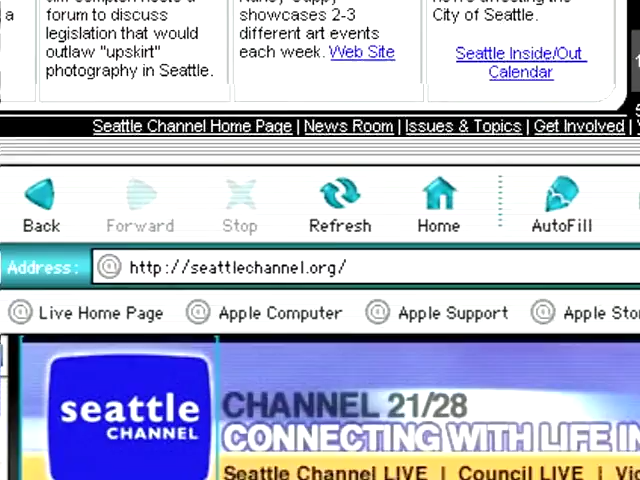 a
forum to discuss
legislation that would
outlaw "upskirt"
photography in Seattle.
showcases 2-3
different art events
each week. Web Site
City of Seattle.
Seattle Inside/Out
Calendar
Seattle Channel Home Page | News Room | Issues & Topics | Get Involved |
Back Forward Stop Refresh Home AutoFill
Address: http://seattlechannel.org/
Live Home Page Apple Computer Apple Support Apple Sto
seattle
CHANNEL
CHANNEL 21/28
CONNECTING WITH LIFE IN
Seattle Channel LIVE | Council LIVE | Vi